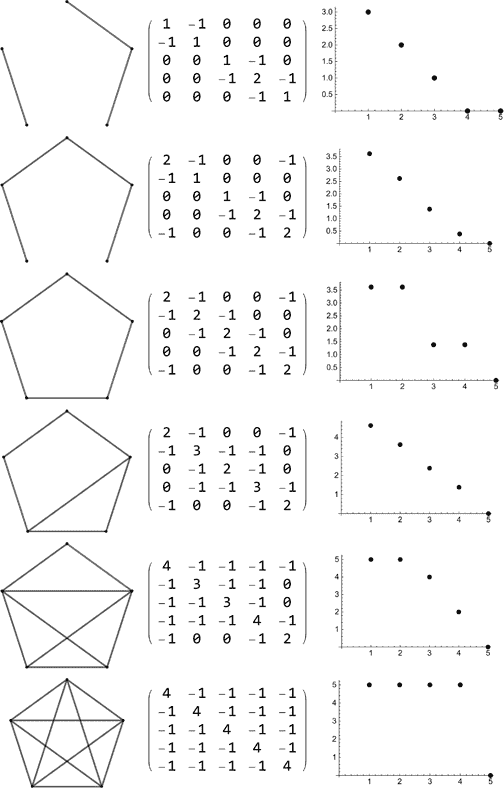 1 -1 0 0 0
-1 1 0 0 0
0 0 1 -1 0
0 0 -1 2 -1
0 0 0 -1 1
3.0
2.5
2.0
1.5
1.0
0.5
1 2 3 4 5
2 -1 0 0 -1
-1 1 0 0 0
0 0 1 -1 0
0 0 -1 2 -1
-1 0 0 -1 2
3.5
3.0
2.5
2.0
1.5
1.0
0.5
1 2 3 4 5
2 -1 0 0 -1
-1 2 -1 0 0
0 -1 2 -1 0
0 0 -1 2 -1
-1 0 0 -1 2
3.5
3.0
2.5
2.0
1.5
1.0
0.5
1 2 3 4 5
2 -1 0 0 -1
-1 3 -1 -1 0
0 -1 2 -1 0
0 -1 -1 3 -1
-1 0 0 -1 2
4
3
2
1
1 2 3 4 5
4 -1 -1 -1 -1
-1 3 -1 -1 0
-1 -1 3 -1 0
-1 -1 -1 4 -1
-1 0 0 -1 2
5
4
3
2
1
1 2 3 4 5
4 -1 -1 -1 -1
-1 4 -1 -1 -1
-1 -1 4 -1 -1
-1 -1 -1 4 -1
-1 -1 -1 -1 4
5
4
3
2
1
1 2 3 4 5